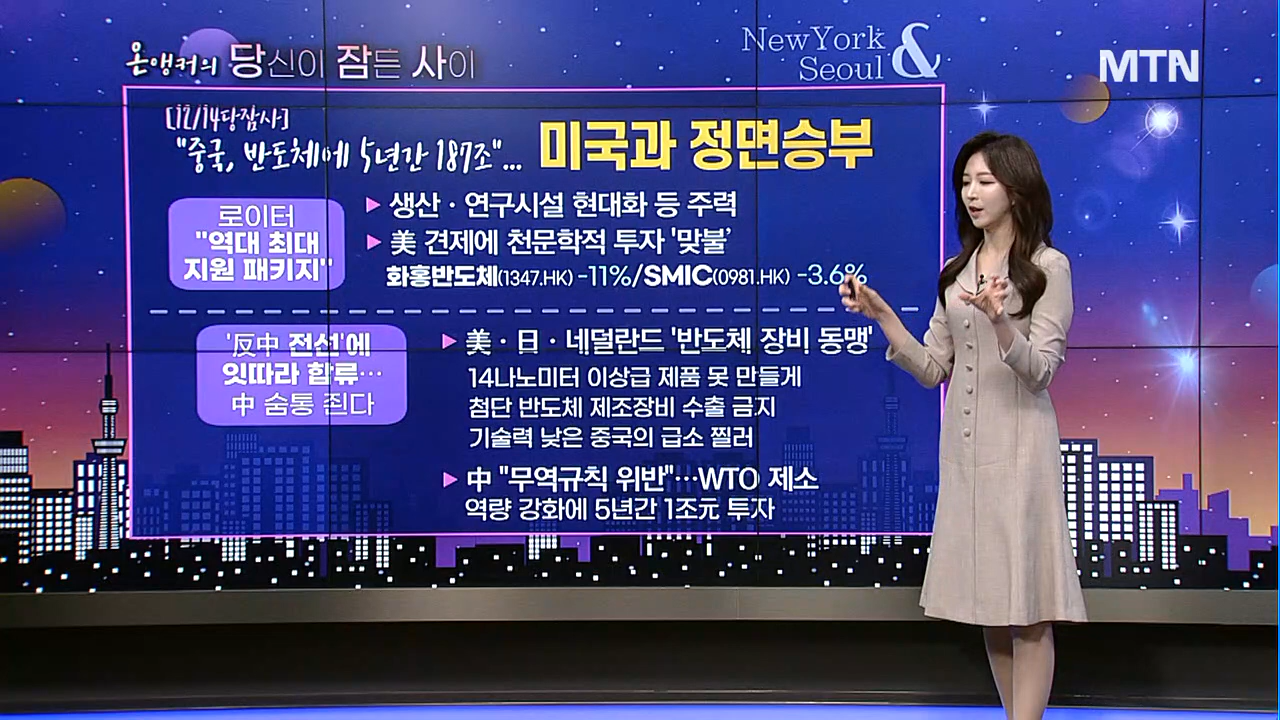 온앵커의 당신이 잠든 사이
NewYork &
Seoul
MTN
[12/14당잠사]
"중국, 반도체에 5년간 187조"... 미국과 정면승부
로이터
"역대 최대
지원 패키지"
▶ 생산·연구시설 현대화 등 주력
▶ 美 견제에 천문학적 투자 '맞불'
화홍반도체(1347.HK) -11%/SMIC(0981.HK) -3.6%
'反中 전선'에
잇따라 합류…
中 숨통 죈다
▶ 美·日·네덜란드 '반도체 장비 동맹'
14나노미터 이상급 제품 못 만들게
첨단 반도체 제조장비 수출 금지
기술력 낮은 중국의 급소 찔러
▶ 中 "무역규칙 위반"…WTO 제소
역량 강화에 5년간 1조元 투자